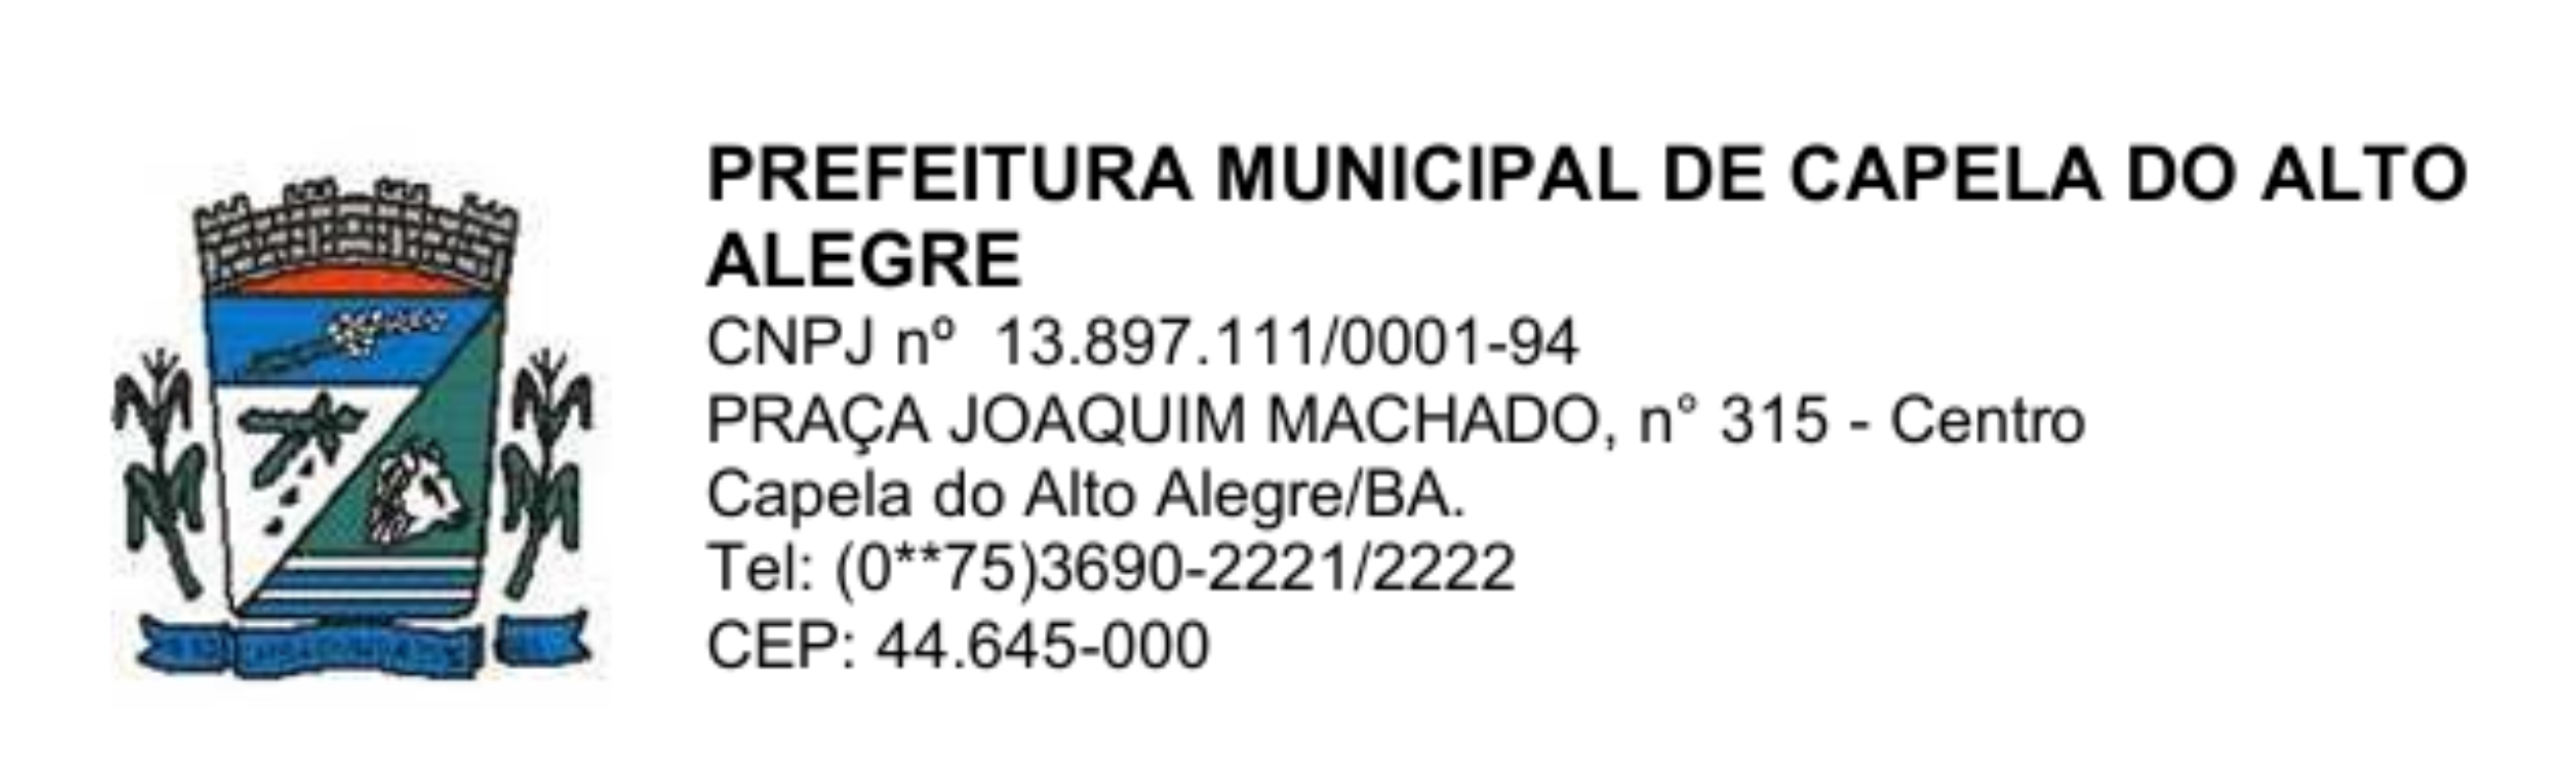 PREFEITURA MUNICIPAL DE CAPELA DO ALTO
ALEGRE
CNPJ nº  13.897.111/0001-94
PRAÇA JOAQUIM MACHADO, n° 315 - Centro
Capela do Alto Alegre/BA.
Tel: (0**75)3690-2221/2222
CEP: 44.645-000